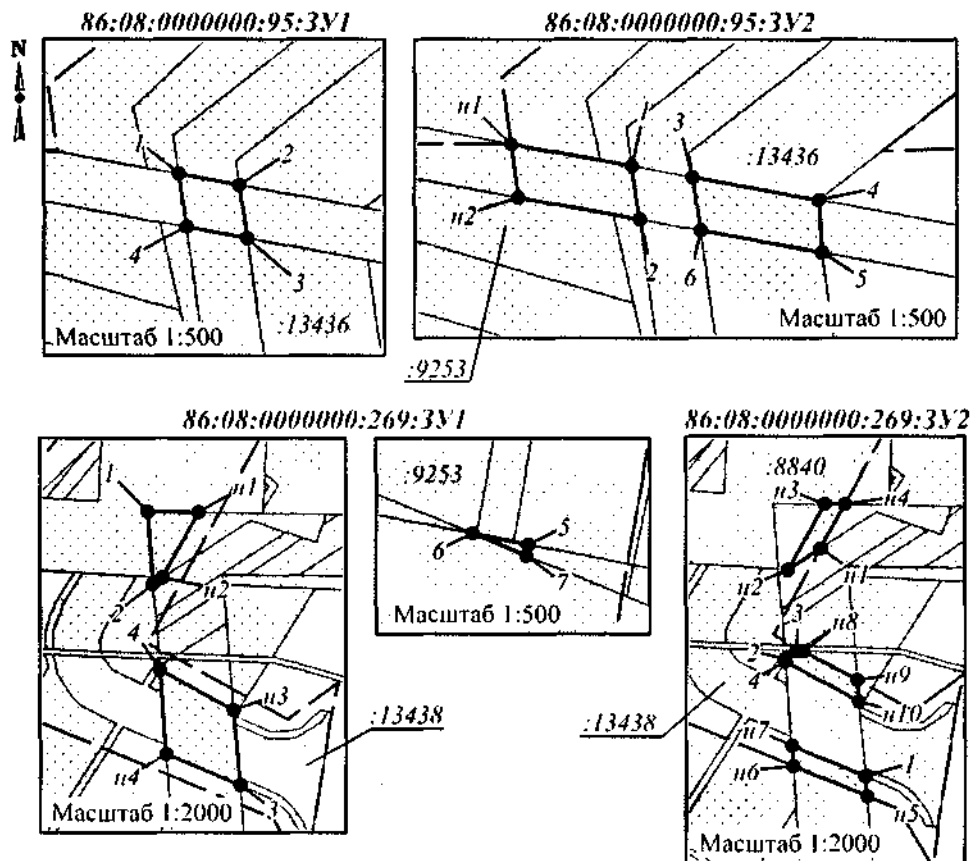 86:08:0000000:95:ЗУ1
86:08:0000000:95:ЗУ2
N
1
2
4
3
:13436
Масштаб 1:500
н1
1
3
:13436
4
н2
2
6
5
Масштаб 1:500
:9253
86:08:0000000:269:ЗУ1
86:08:0000000:269:ЗУ2
1
н1
2
н2
4
н3
:13438
н4
3
Масштаб 1:2000
:9253
6
5
7
Масштаб 1:500
:8840
н3
н4
н2
н1
3
н8
2
4
н9
н10
:13438
н7
1
н6
н5
Масштаб 1:2000